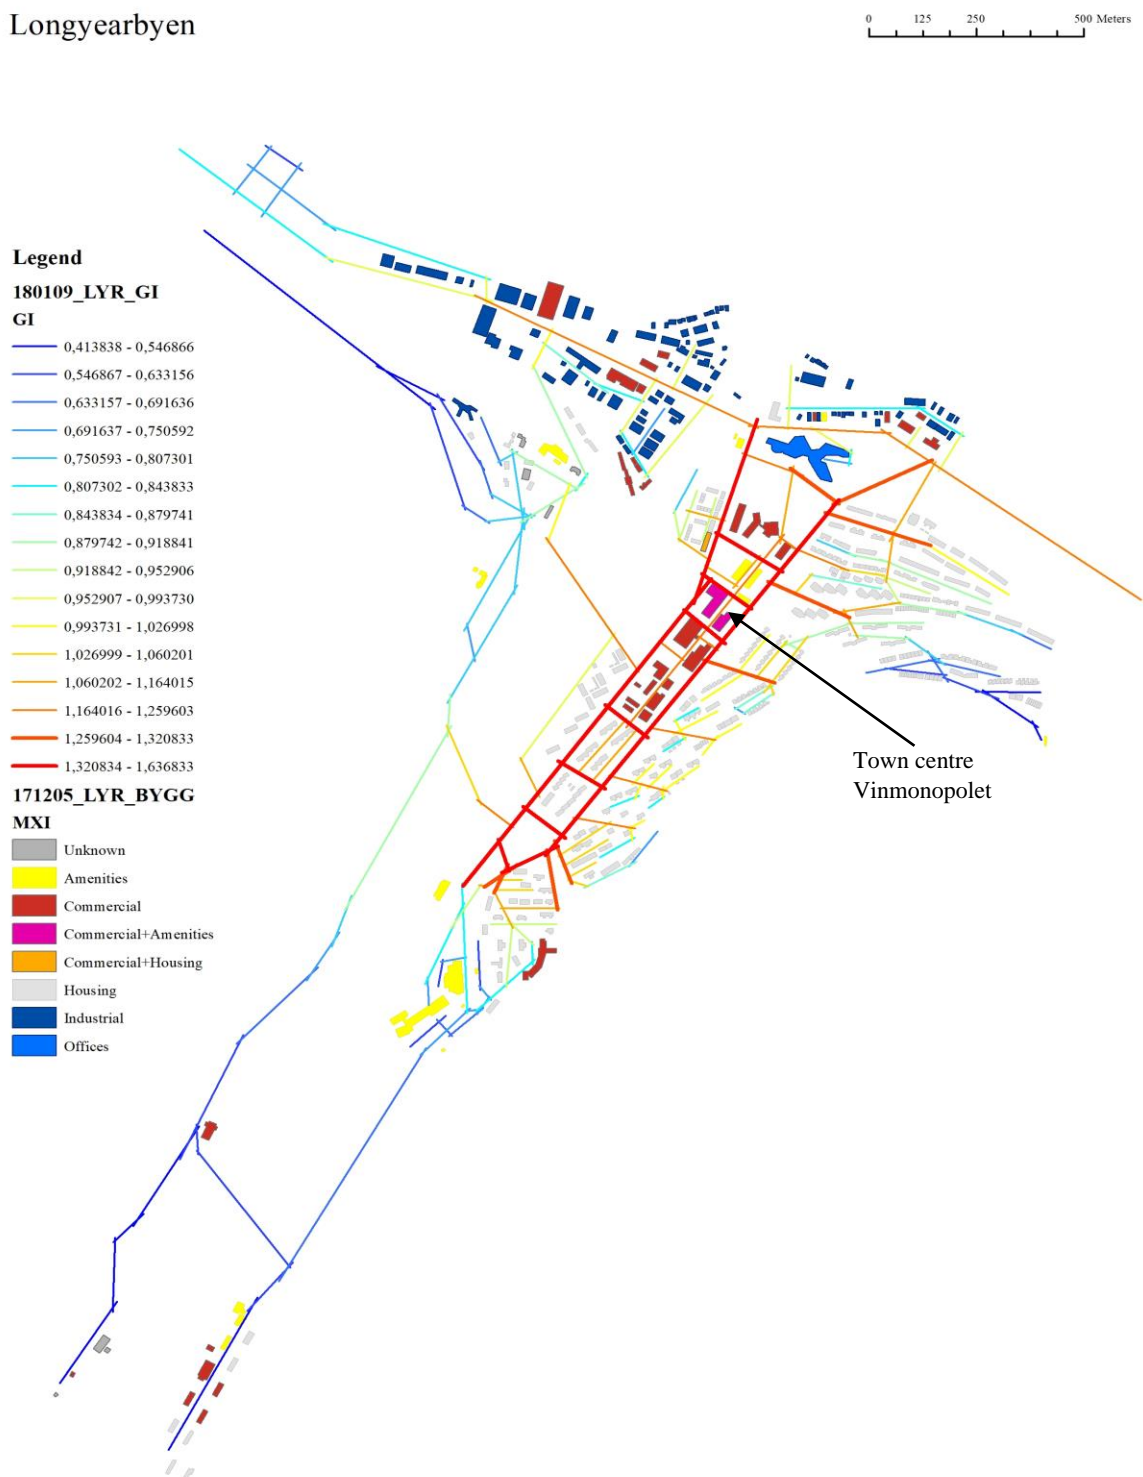 Longyearbyen
0 125 250 500 Meters
Legend
180109_LYR_GI
GI
0,413838 - 0,546866
0,546867 - 0,633156
0,633157 - 0,691636
0,691637 - 0,750592
0,750593 - 0,807301
0,807302 - 0,843833
0,843834 - 0,879741
0,879742 - 0,918841
0,918842 - 0,952906
0,952907 - 0,993730
0,993731 - 1,026998
1,026999 - 1,060201
1,060202 - 1,164015
1,164016 - 1,259603
1,259604 - 1,320833
1,320834 - 1,636833
171205_LYR_BYGG
MXI
Unknown
Amenities
Commercial
Commercial+Amenities
Commercial+Housing
Housing
Industrial
Offices
Town centre
Vinmonopolet